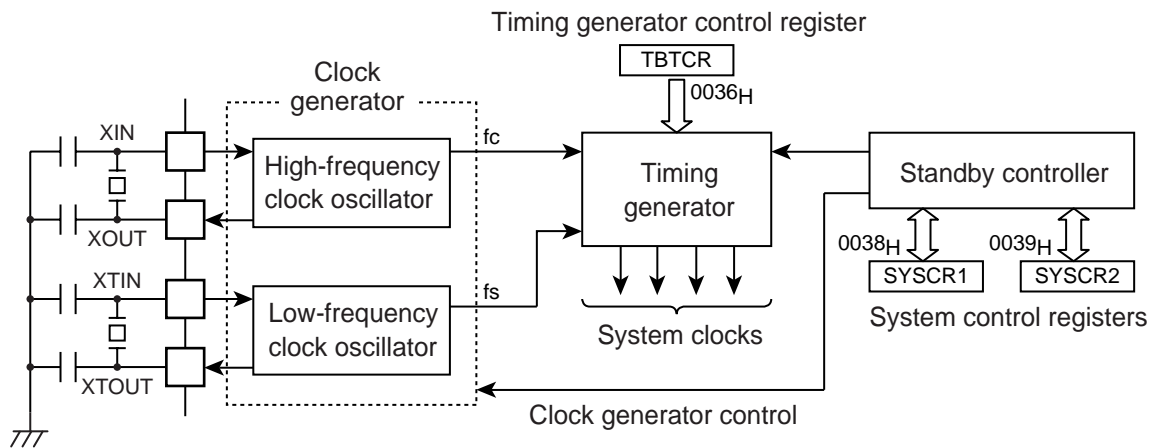 Timing generator control register
TBTCR
0036H
Clock
generator
XIN
High-frequency
clock oscillator
XOUT
fc
Timing
generator
Standby controller
0038H
0039H
SYSCR1
SYSCR2
System control registers
XTIN
Low-frequency
clock oscillator
XTOUT
fs
System clocks
Clock generator control